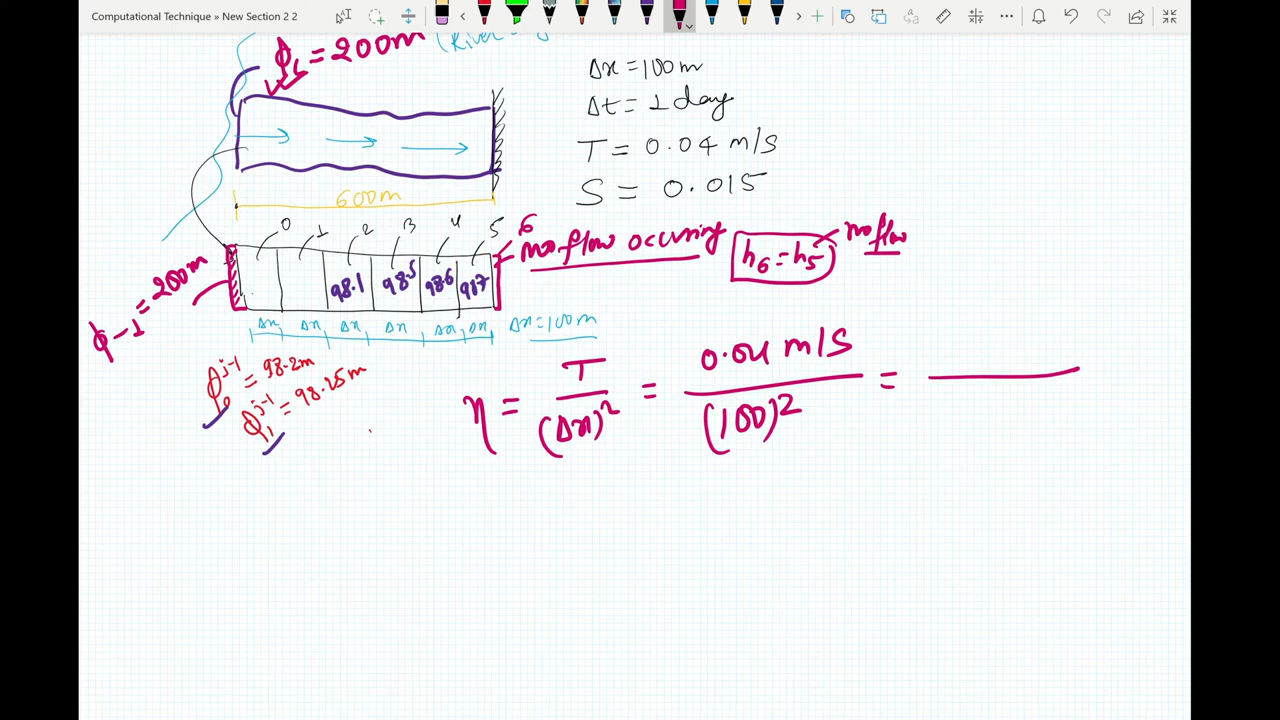 Computational Technique » New Section 2 2
ϕL = 200m (River
Δx = 100 m
Δt = 1 day
T = 0.04 m/s
S = 0.015
600m
0 1 2 3 4 5 6
no flow occuring
h6 = h5
no flow
98.1 98.5 98.6 98.7
ϕ-1 = 200m
Δx Δx Δx Δx Δx Δx Δx = 100m
ϕ0^j-1 = 98.2m
ϕ1^j-1 = 98.25m
η = T/(Δx)² = 0.04 m/s/(100)² =